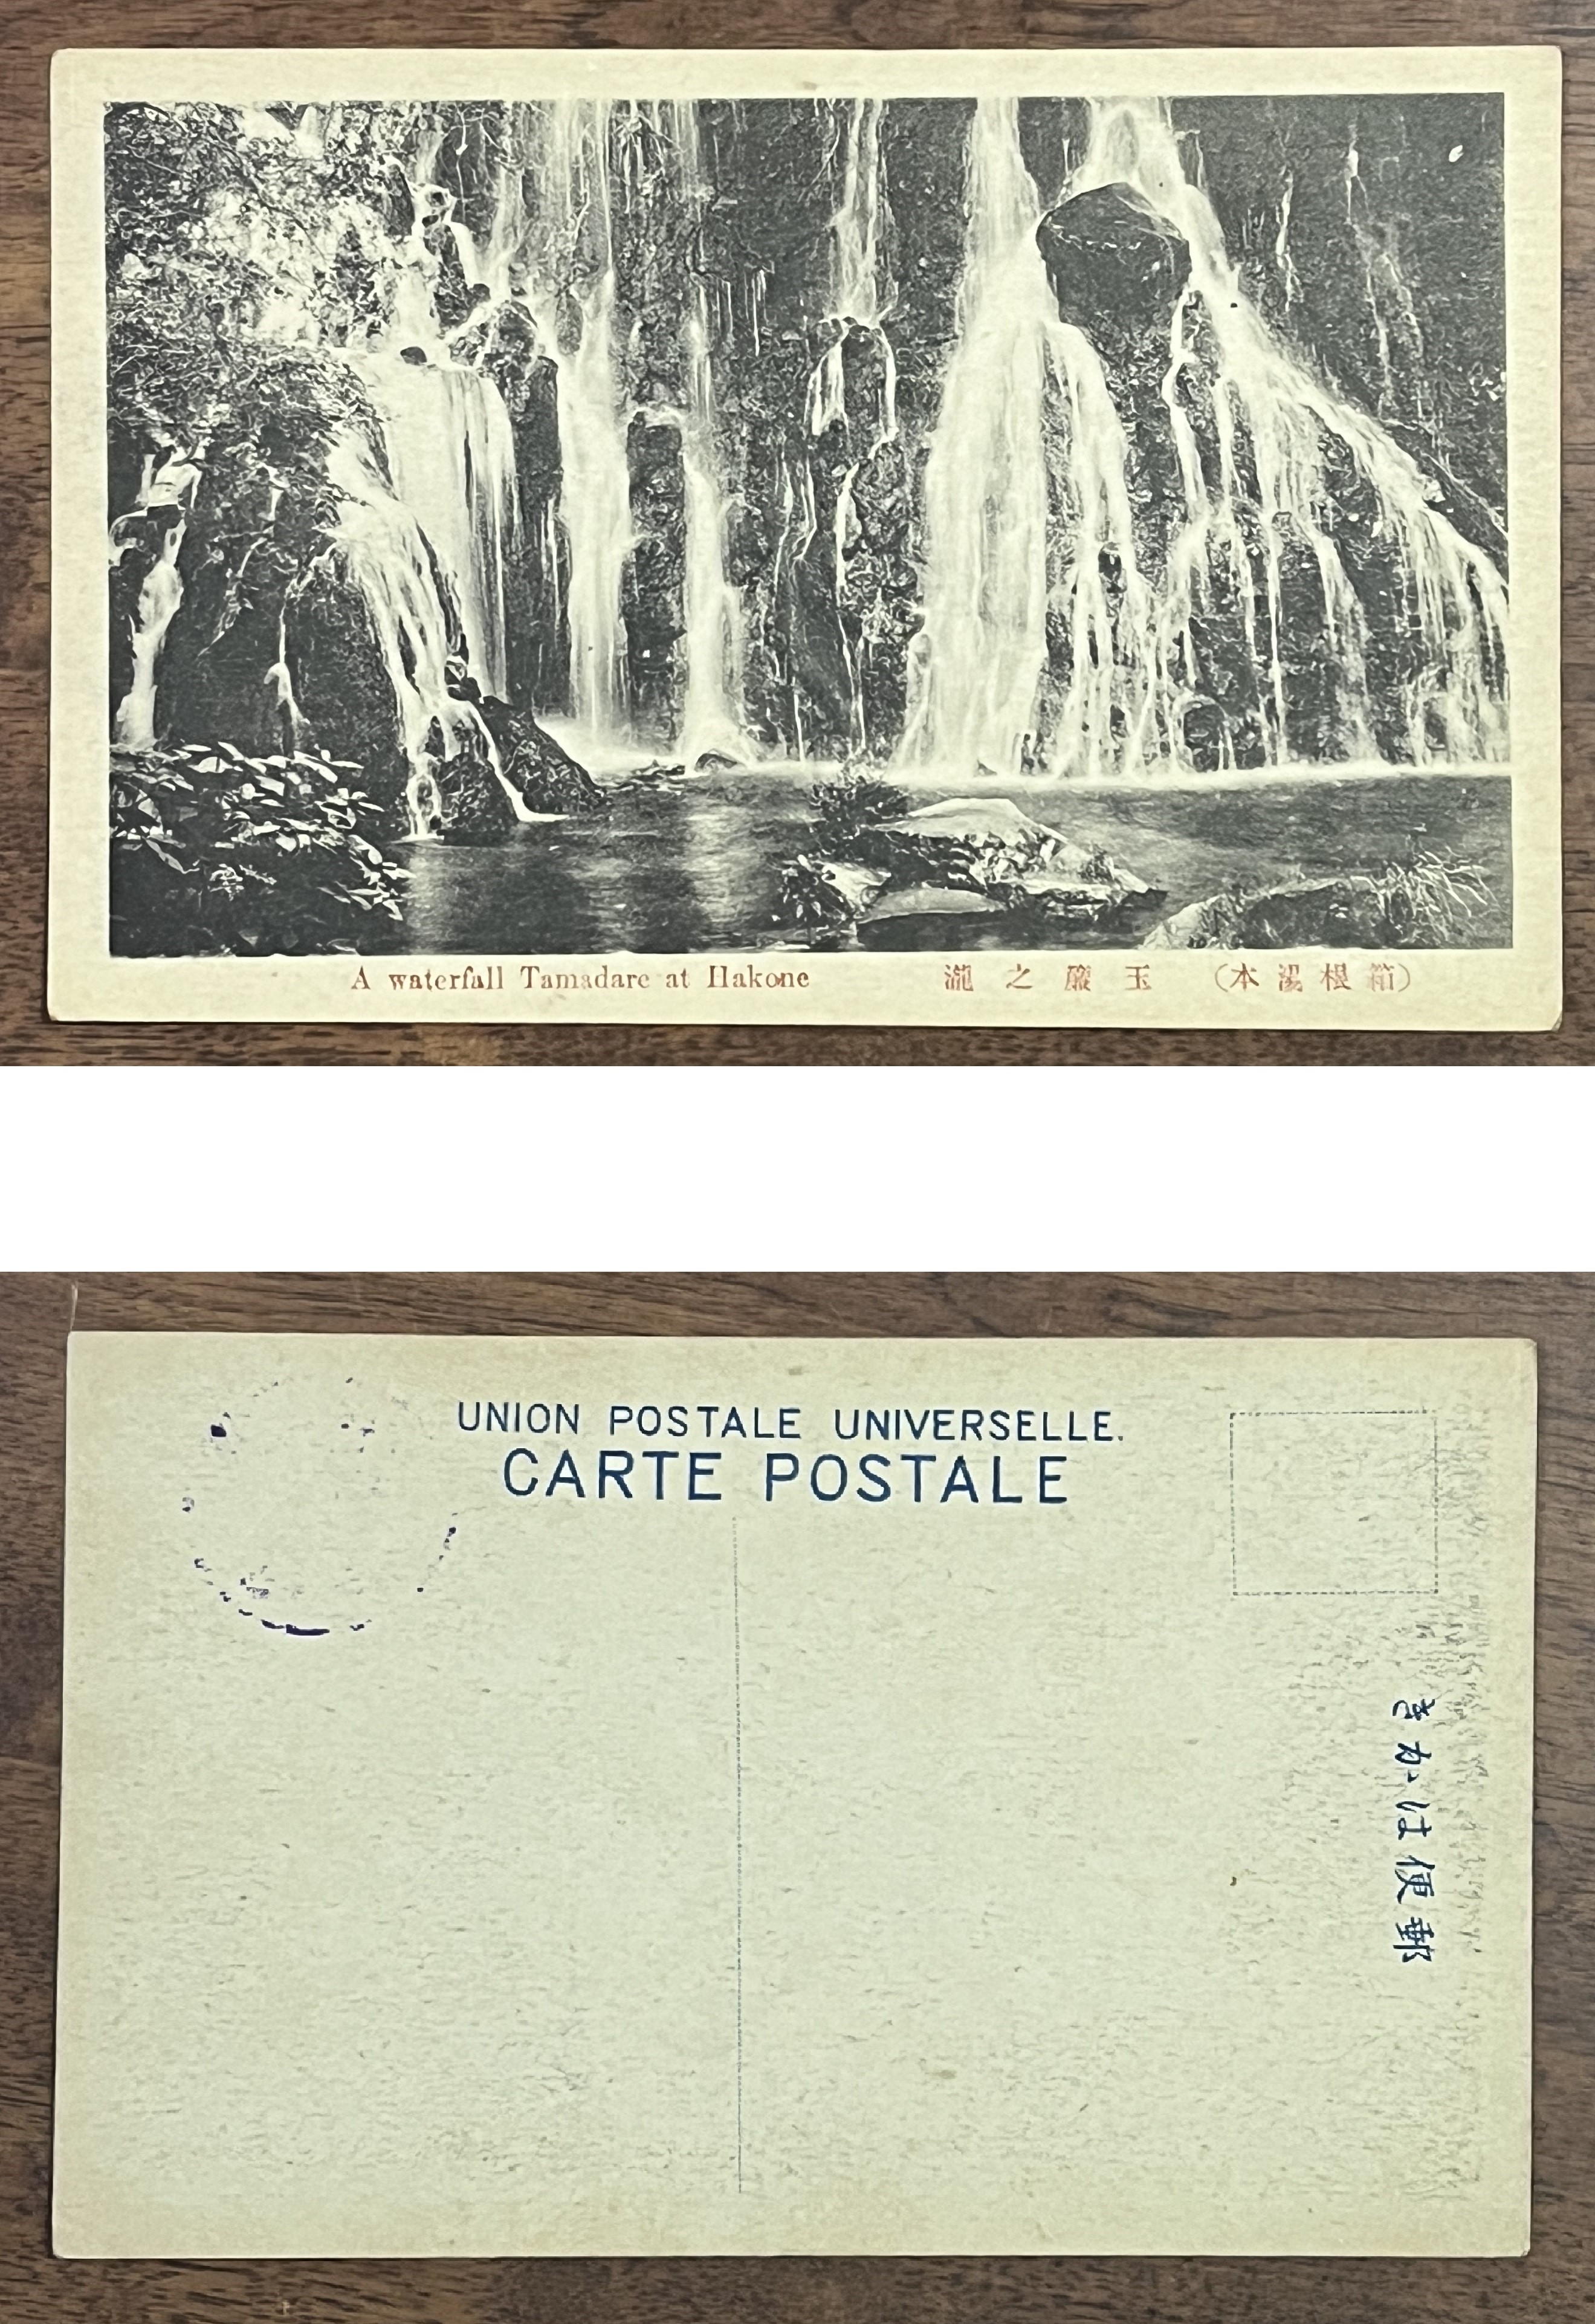 A waterfall Tamadare at Hakone
(箱根湯本) 玉簾之瀧
UNION POSTALE UNIVERSELLE.
CARTE POSTALE
郵便はかき